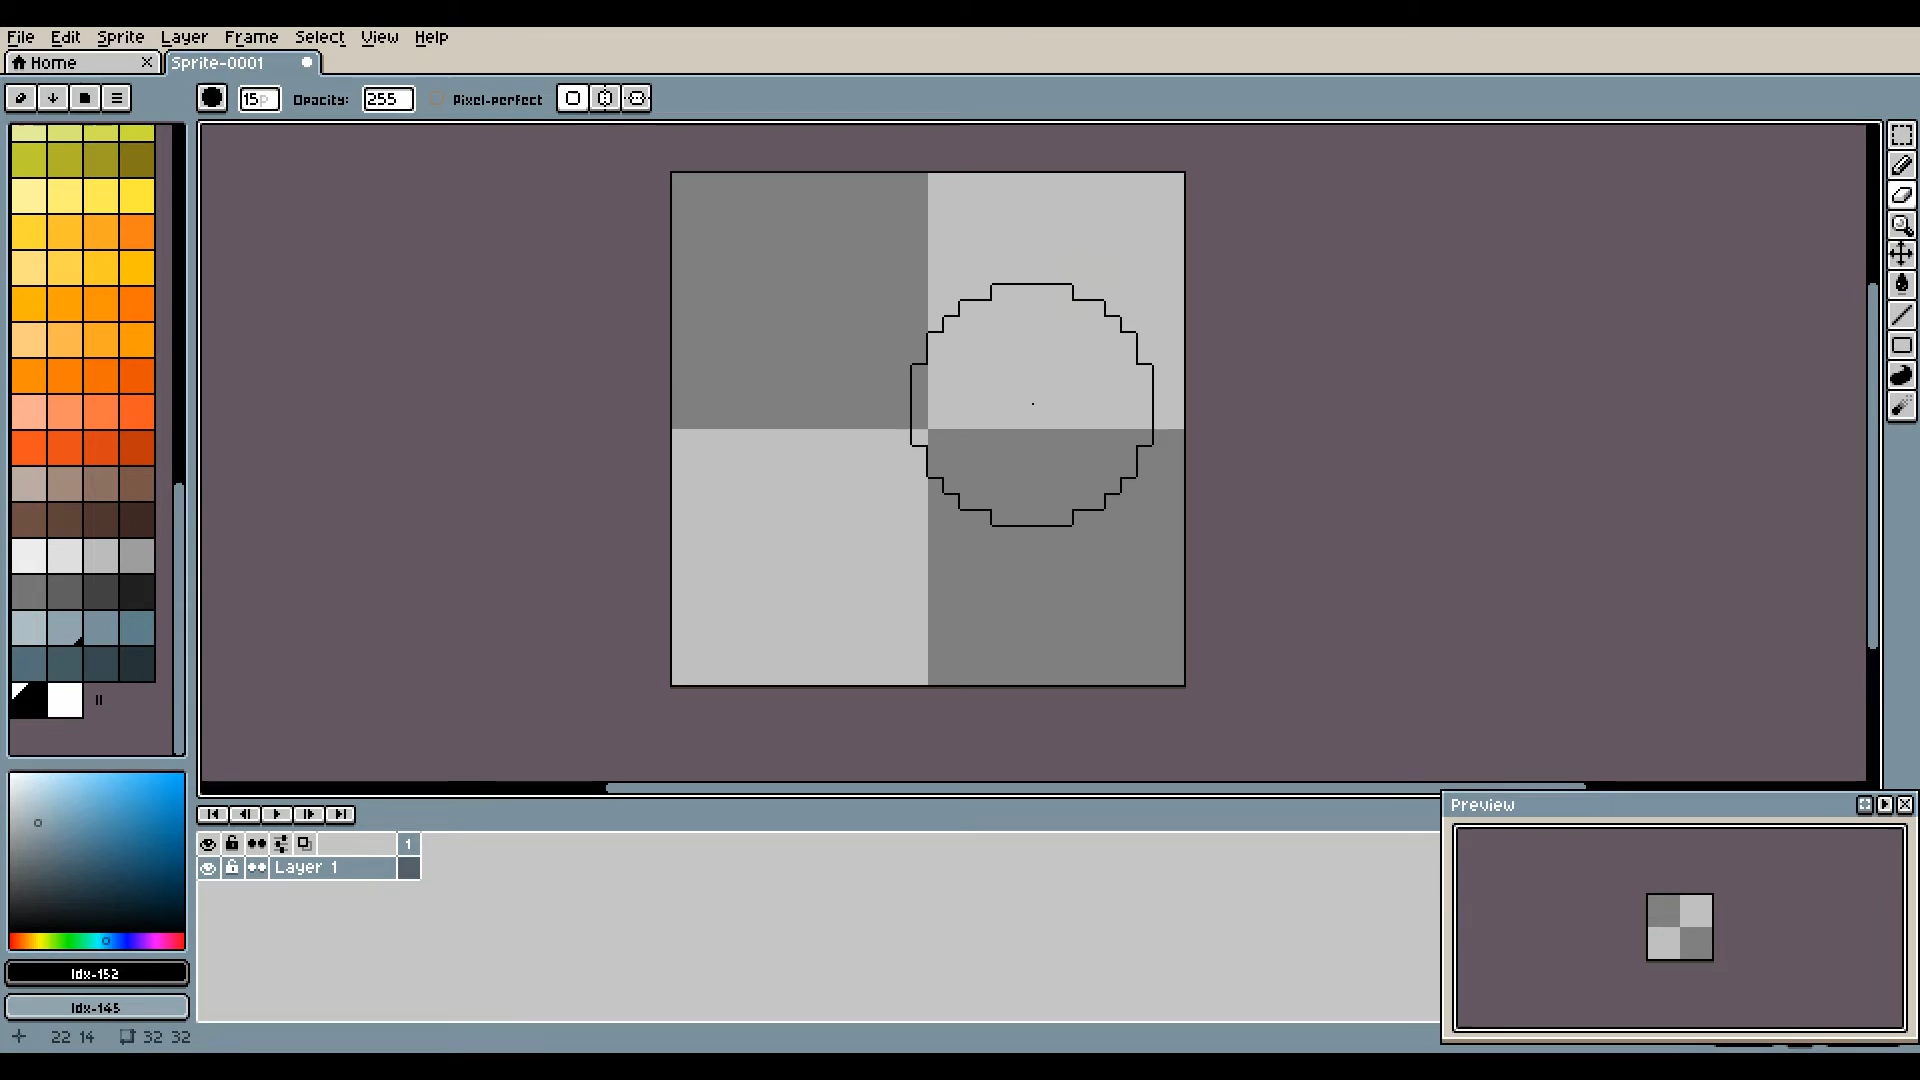 File Edit Sprite Layer Frame Select View Help
Home Sprite-0001
15p Opacity: 255 Pixel-perfect
1
Layer 1
Preview
Idx-152
Idx-145
22 14 32 32